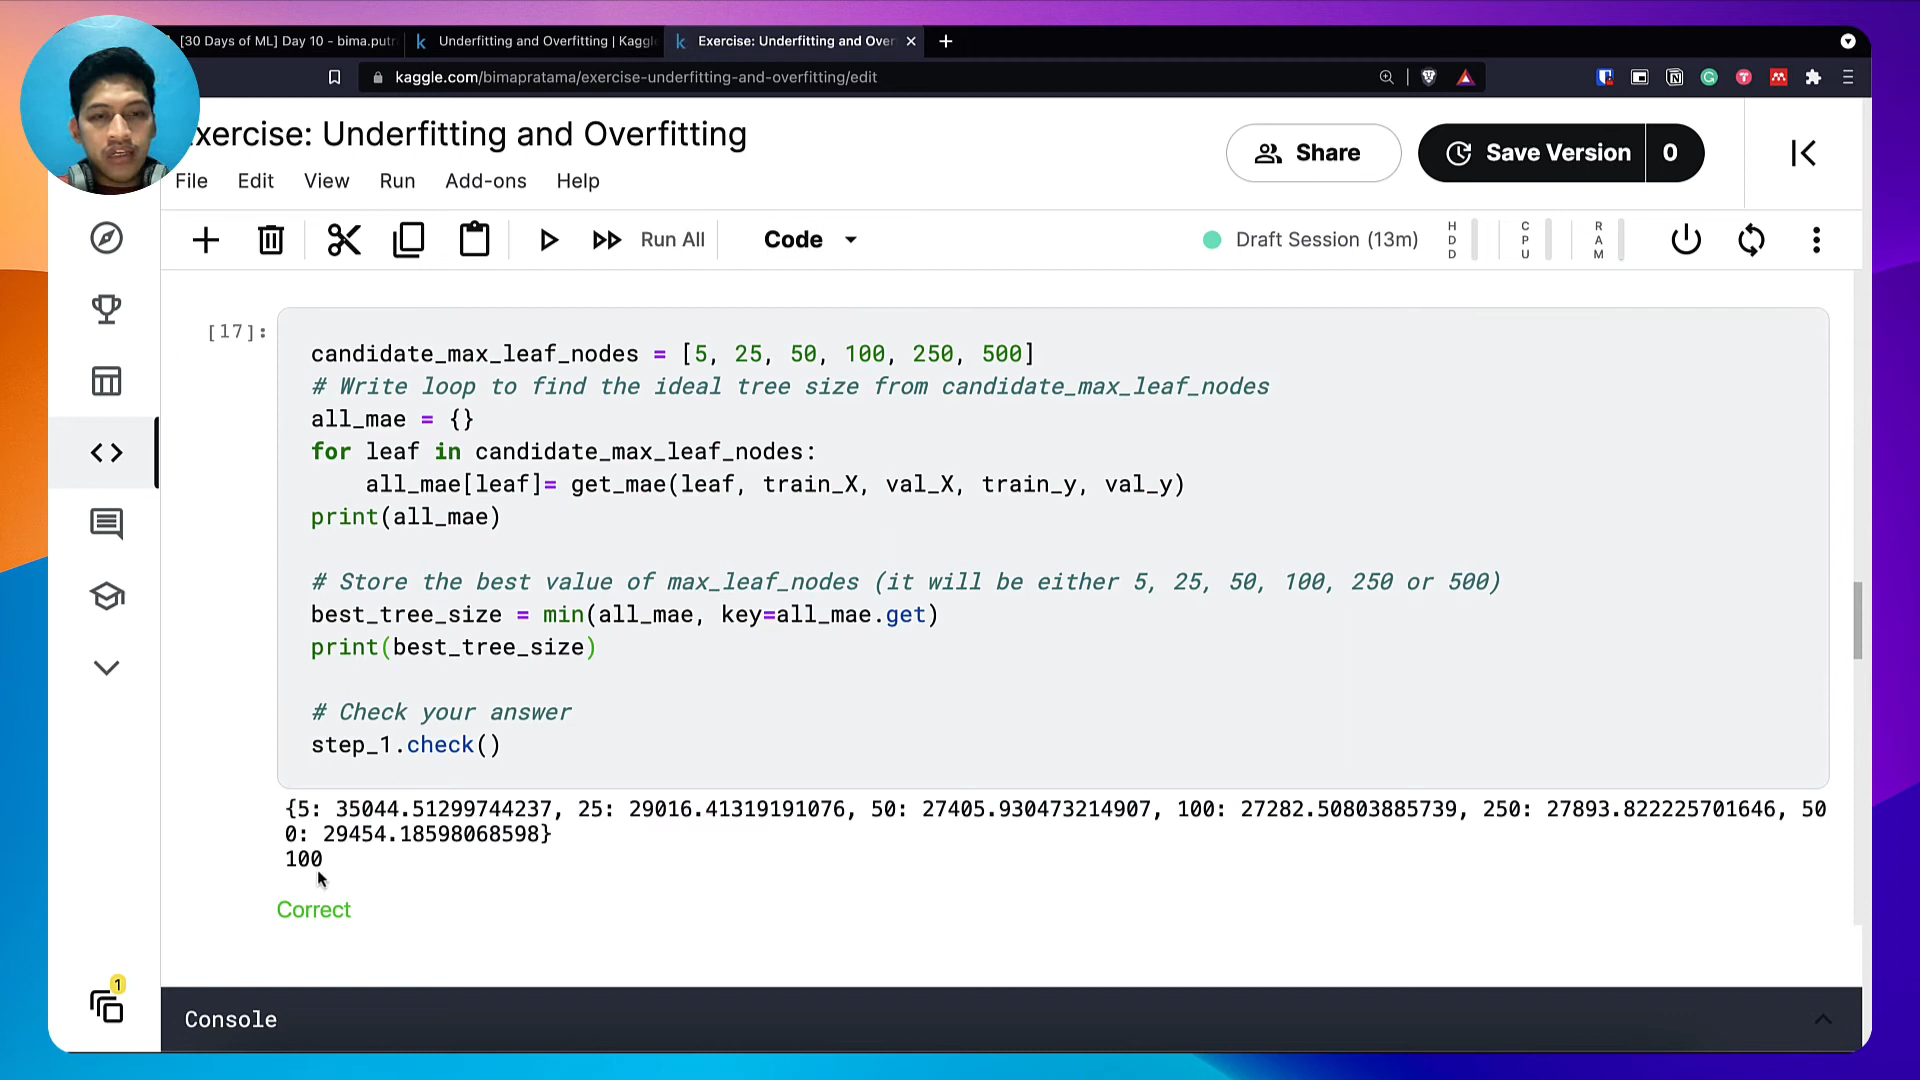 [30 Days of ML] Day 10 - bima.putr
Underfitting and Overfitting | Kaggl
Exercise: Underfitting and Over
kaggle.com/bimapratama/exercise-underfitting-and-overfitting/edit
xercise: Underfitting and Overfitting
Share
Save Version
0
File Edit View Run Add-ons Help
Run All
Code
Draft Session (13m)
HDD
CPU
RAM
[17]:
candidate_max_leaf_nodes = [5, 25, 50, 100, 250, 500]
# Write loop to find the ideal tree size from candidate_max_leaf_nodes
all_mae = {}
for leaf in candidate_max_leaf_nodes:
    all_mae[leaf]= get_mae(leaf, train_X, val_X, train_y, val_y)
print(all_mae)
# Store the best value of max_leaf_nodes (it will be either 5, 25, 50, 100, 250 or 500)
best_tree_size = min(all_mae, key=all_mae.get)
print(best_tree_size)
# Check your answer
step_1.check()
{5: 35044.51299744237, 25: 29016.41319191076, 50: 27405.930473214907, 100: 27282.50803885739, 250: 27893.822225701646, 50
0: 29454.18598068598}
100
Correct
1
Console